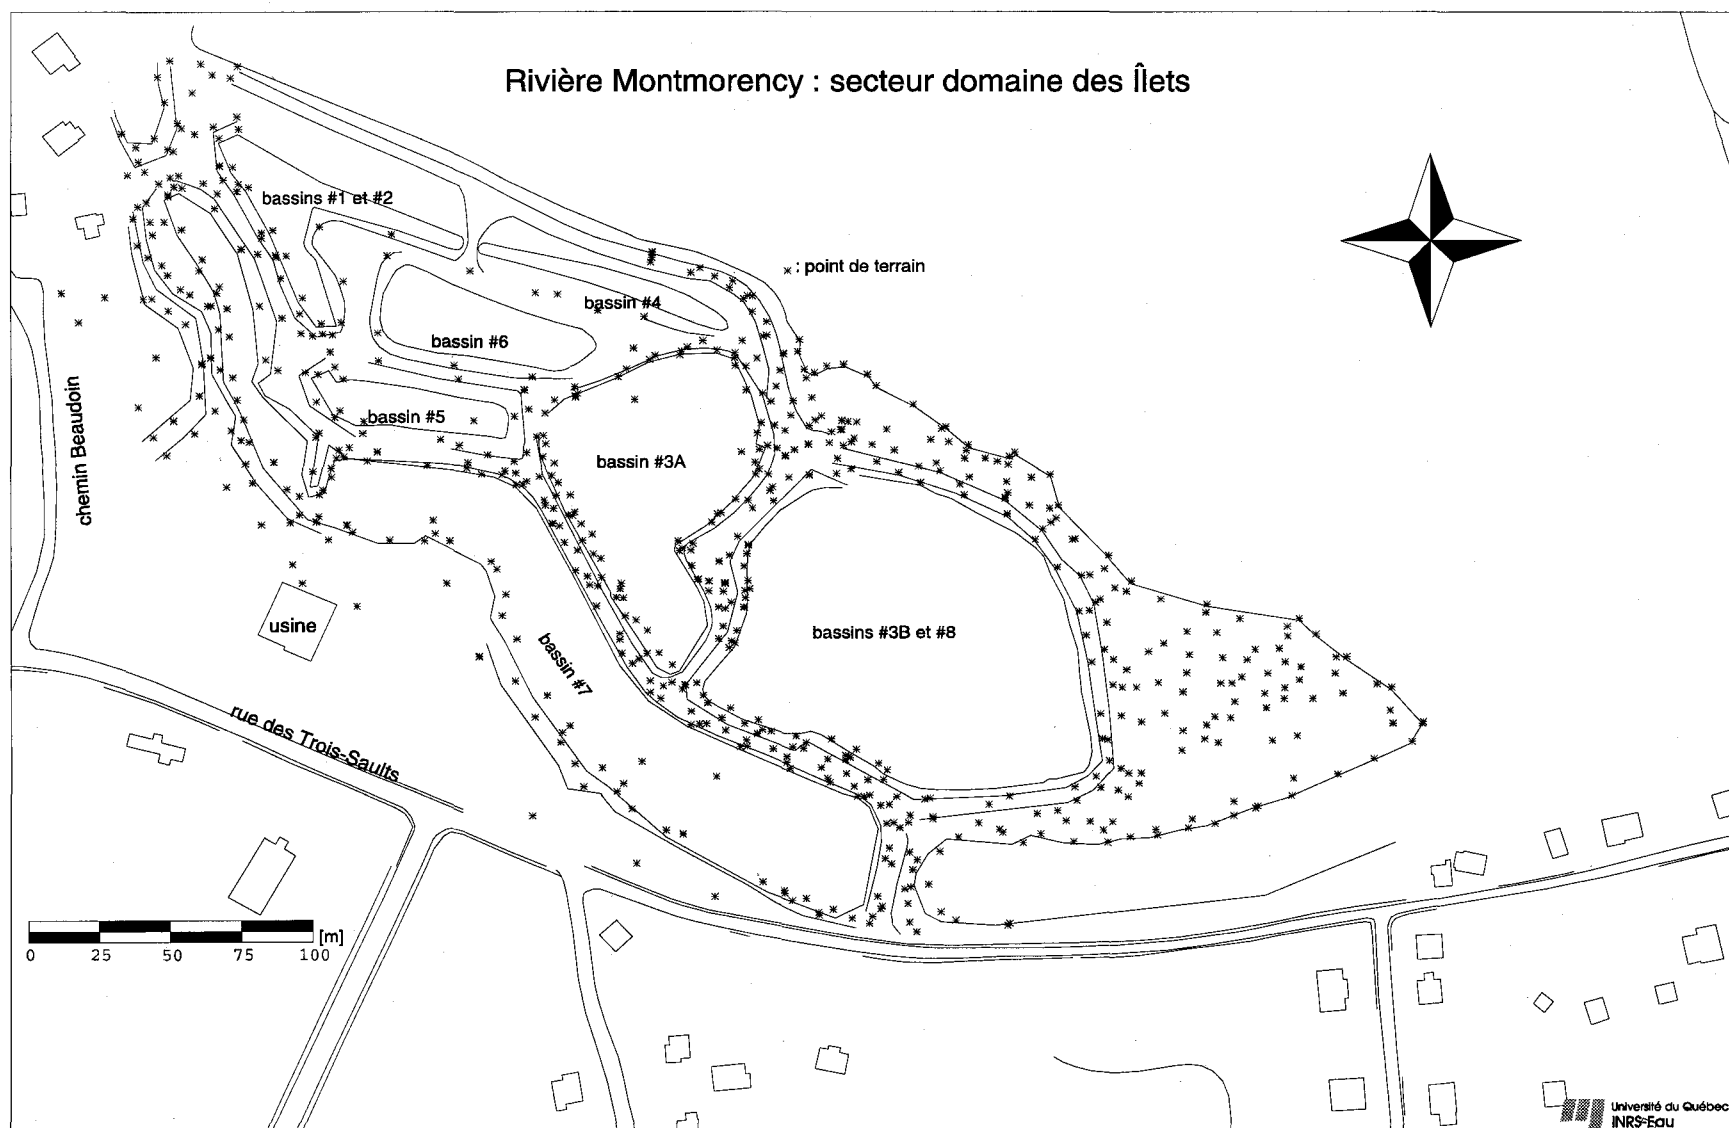 Rivière Montmorency : secteur domaine des Îlets
bassins #1 et #2
* : point de terrain
bassin #4
bassin #6
bassin #5
chemin Beaudoin
bassin #3A
usine
bassins #3B et #8
bassin #7
rue des Trois-Saults
[m]
0 25 50 75 100
Université du Québec
INRS-Eau